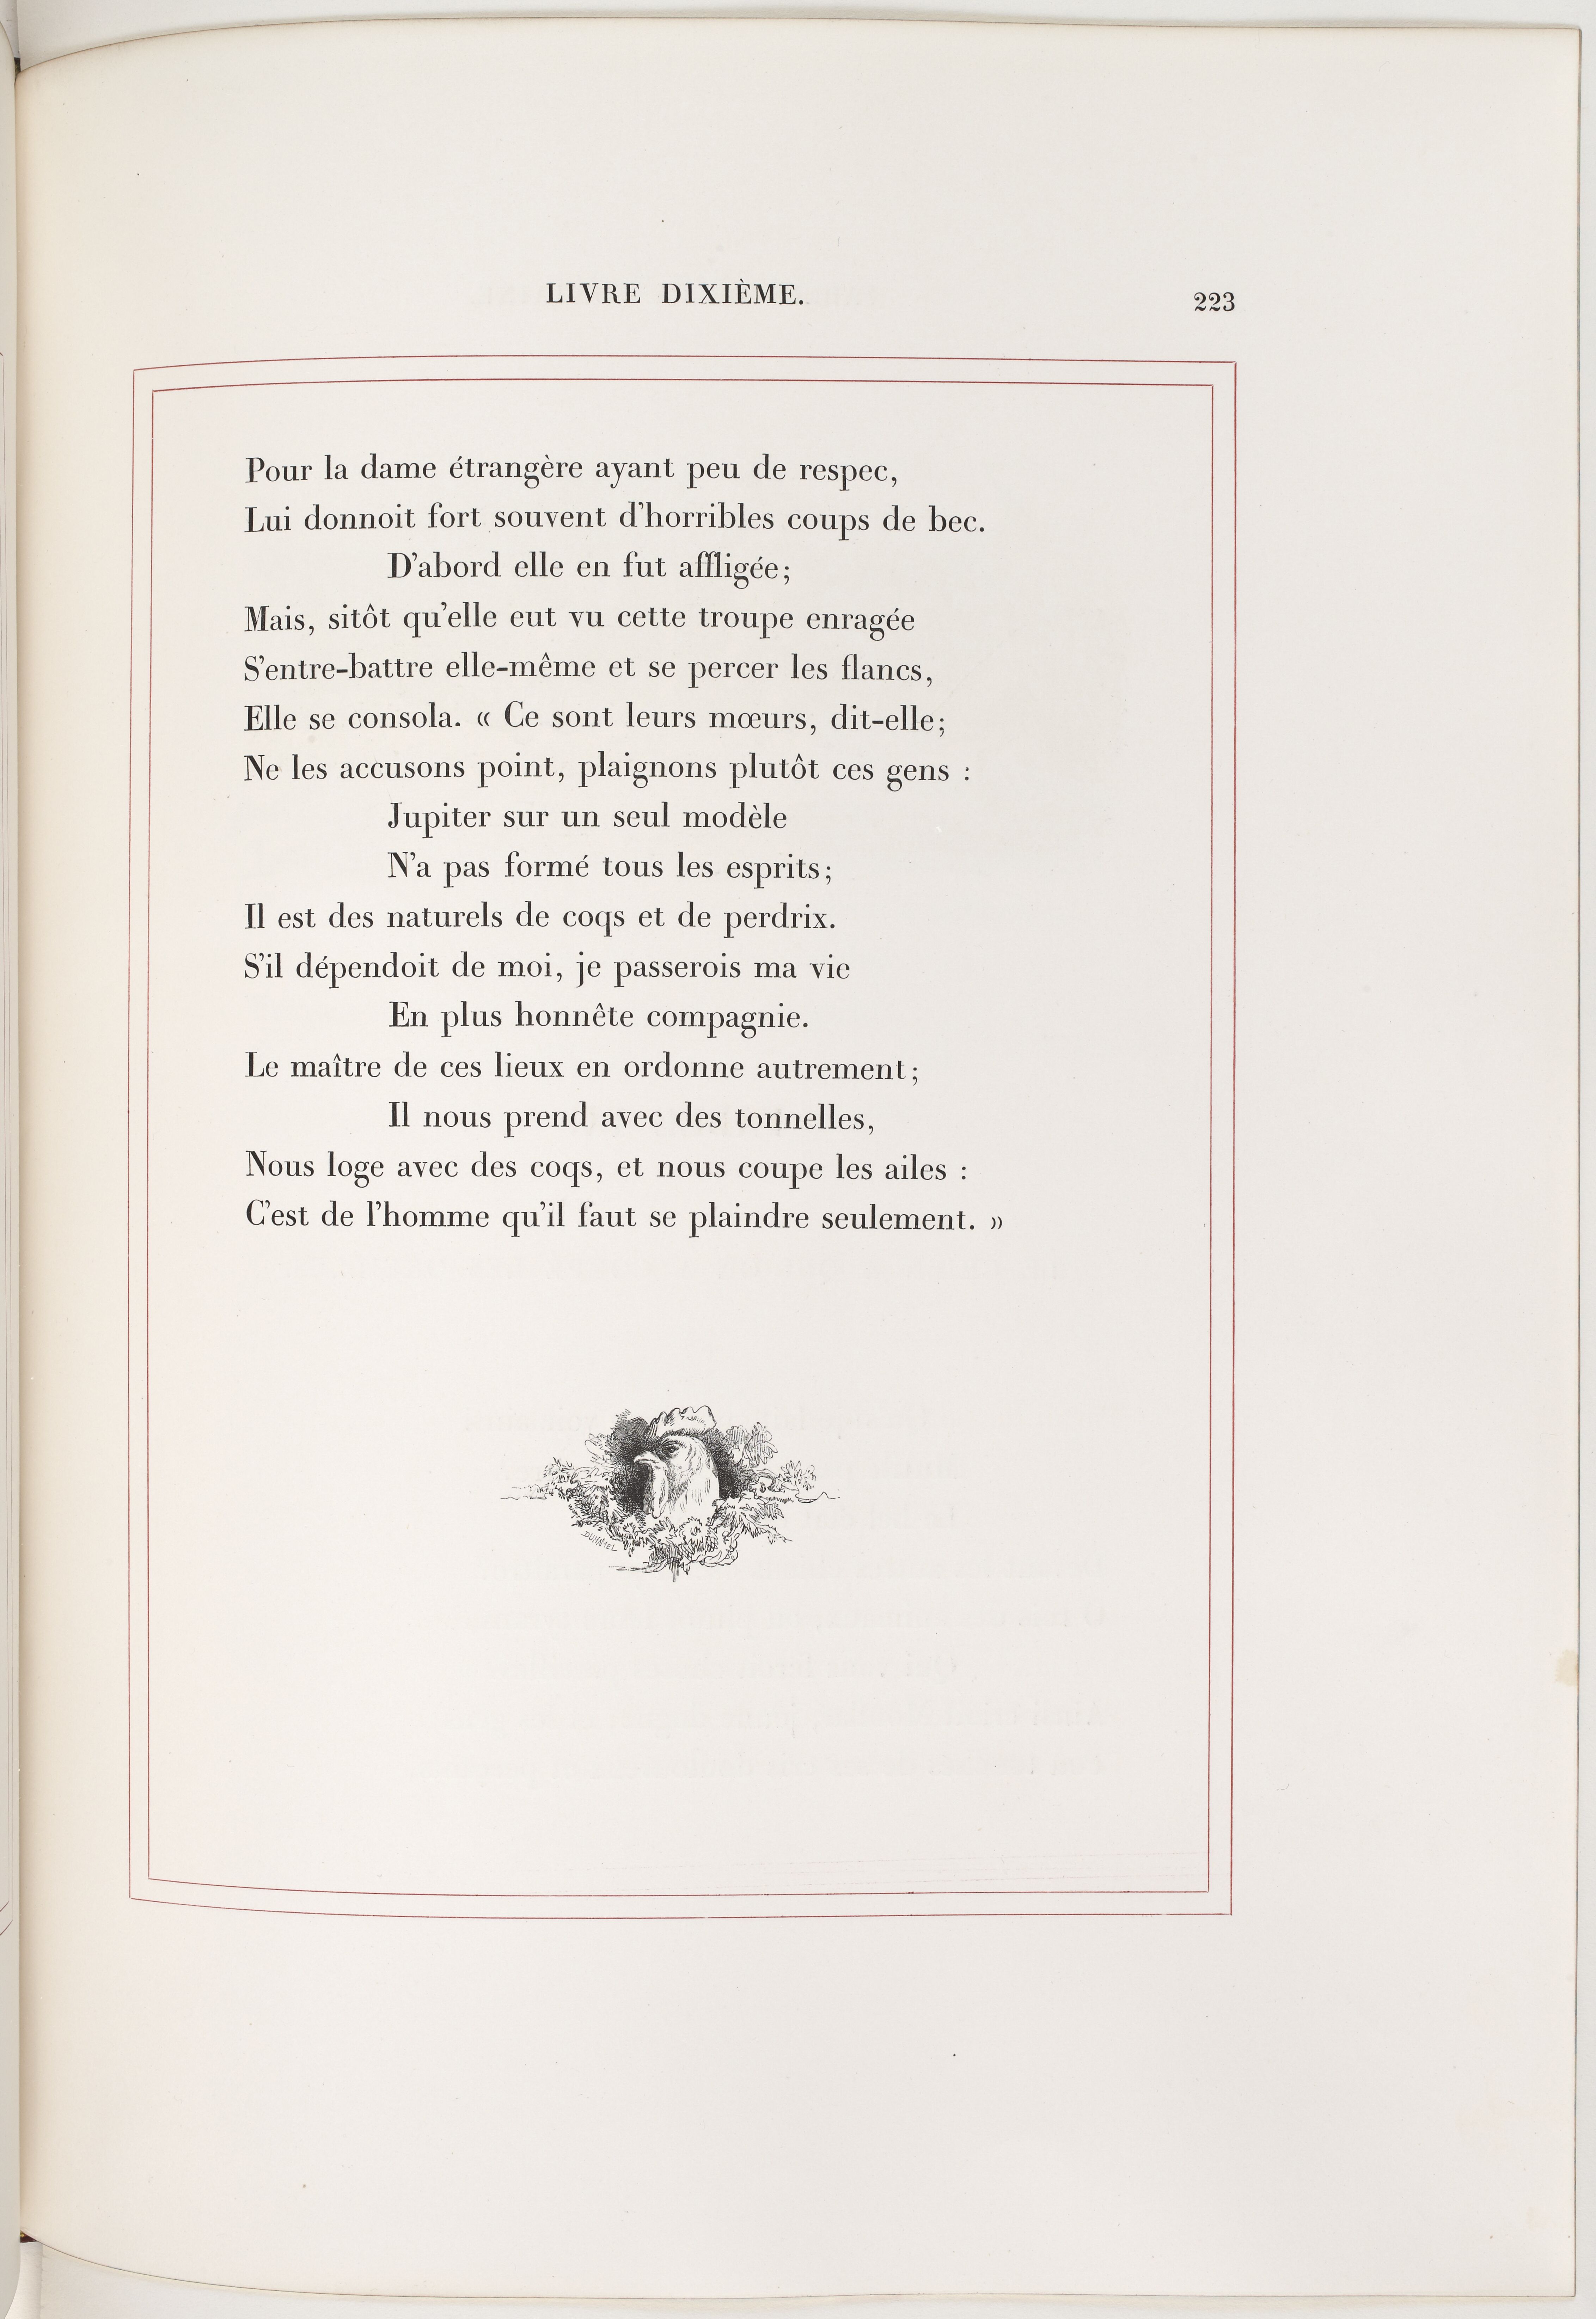 LIVRE DIXIÈME.
223
Pour la dame étrangère ayant peu de respec,
Lui donnoit fort souvent d'horribles coups de bec.
D'abord elle en fut affligée;
Mais, sitôt qu'elle eut vu cette troupe enragée
S'entre-battre elle-même et se percer les flancs,
Elle se consola. « Ce sont leurs mœurs, dit-elle;
Ne les accusons point, plaignons plutôt ces gens :
Jupiter sur un seul modèle
N'a pas formé tous les esprits;
Il est des naturels de coqs et de perdrix.
S'il dépendoit de moi, je passerois ma vie
En plus honnête compagnie.
Le maître de ces lieux en ordonne autrement;
Il nous prend avec des tonnelles,
Nous loge avec des coqs, et nous coupe les ailes :
C'est de l'homme qu'il faut se plaindre seulement. »
DUHAMEL